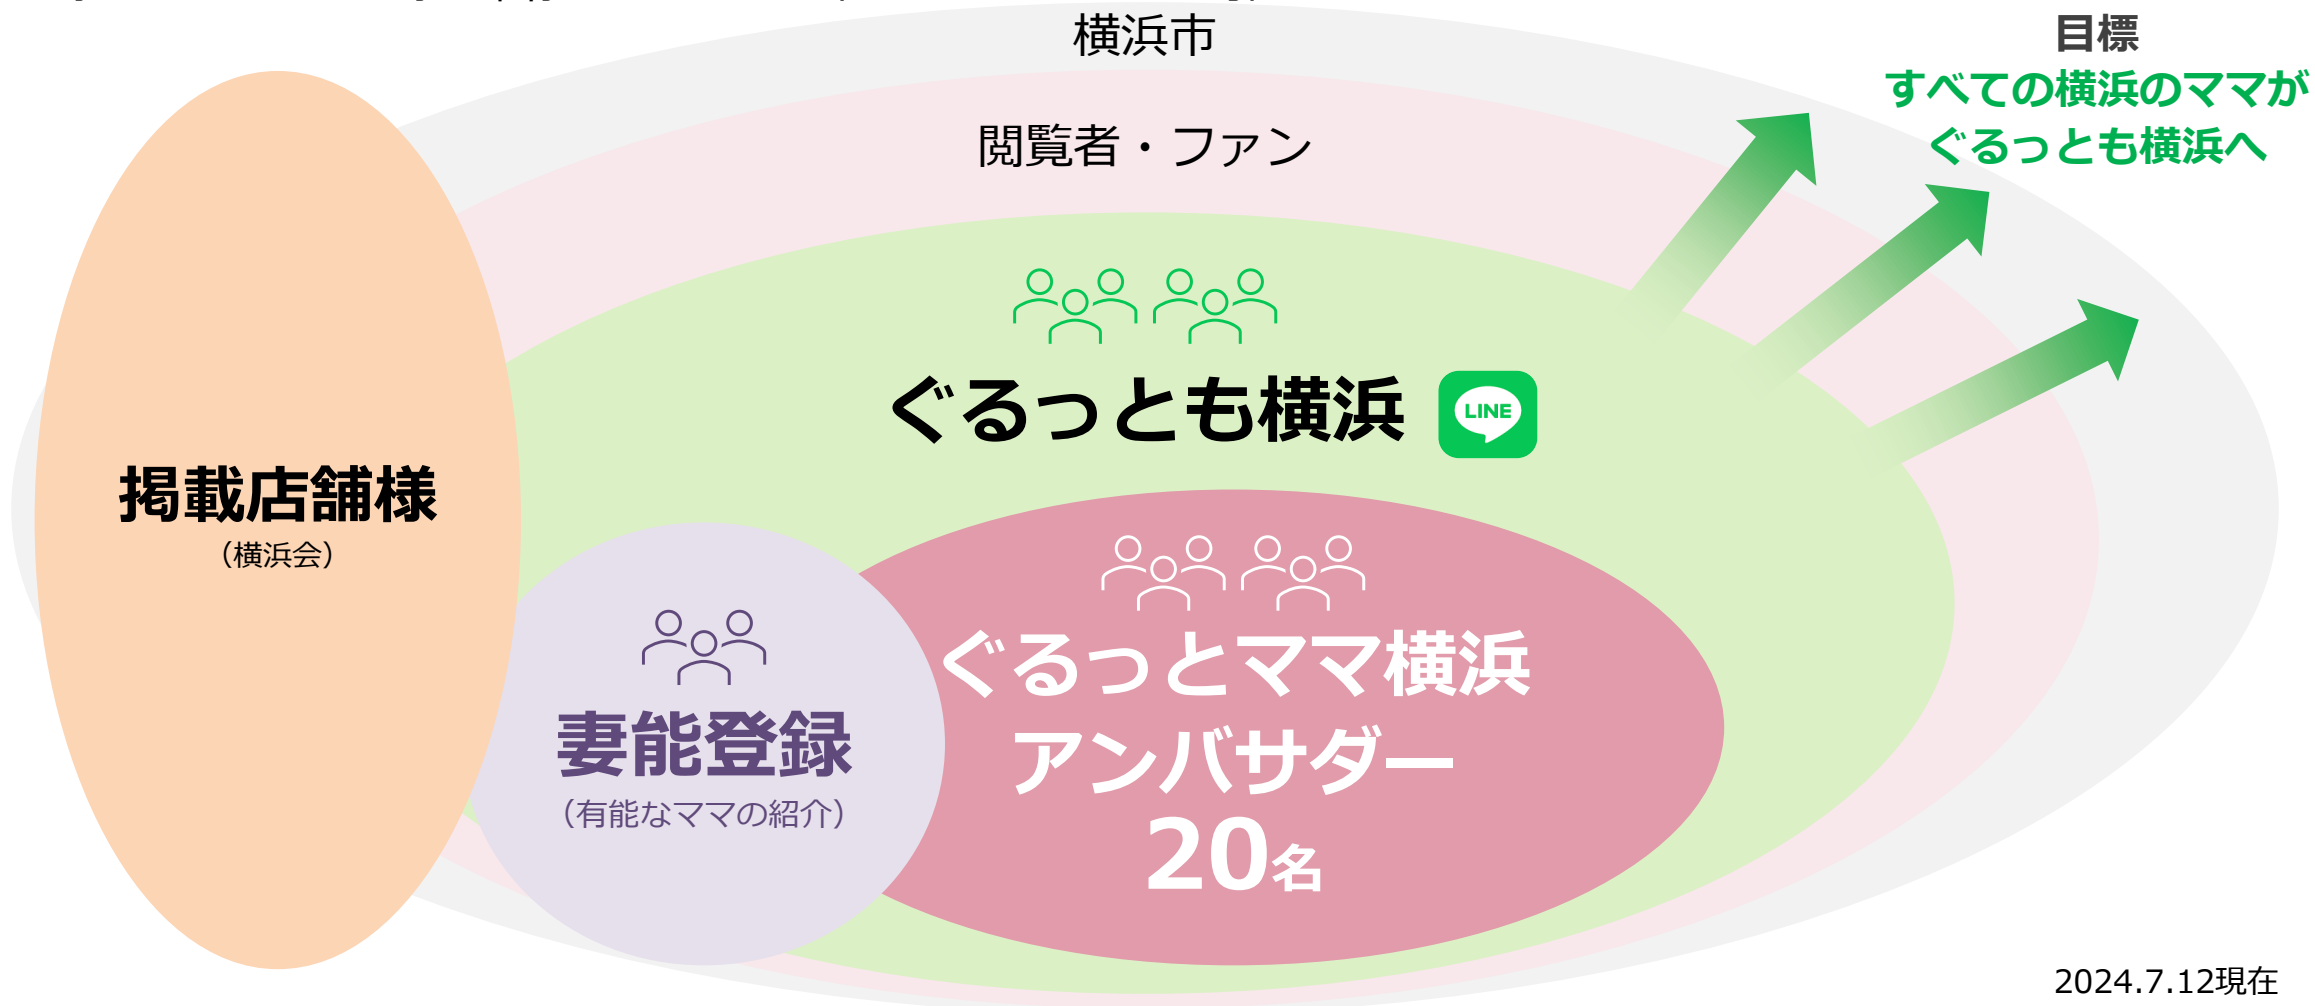 横浜市
目標
すべての横浜のママが
ぐるっとも横浜へ
閲覧者・ファン
ぐるっとも横浜
LINE
掲載店舗様
（横浜会）
ぐるっとママ横浜
アンバサダー
20名
妻能登録
（有能なママの紹介）
2024.7.12現在